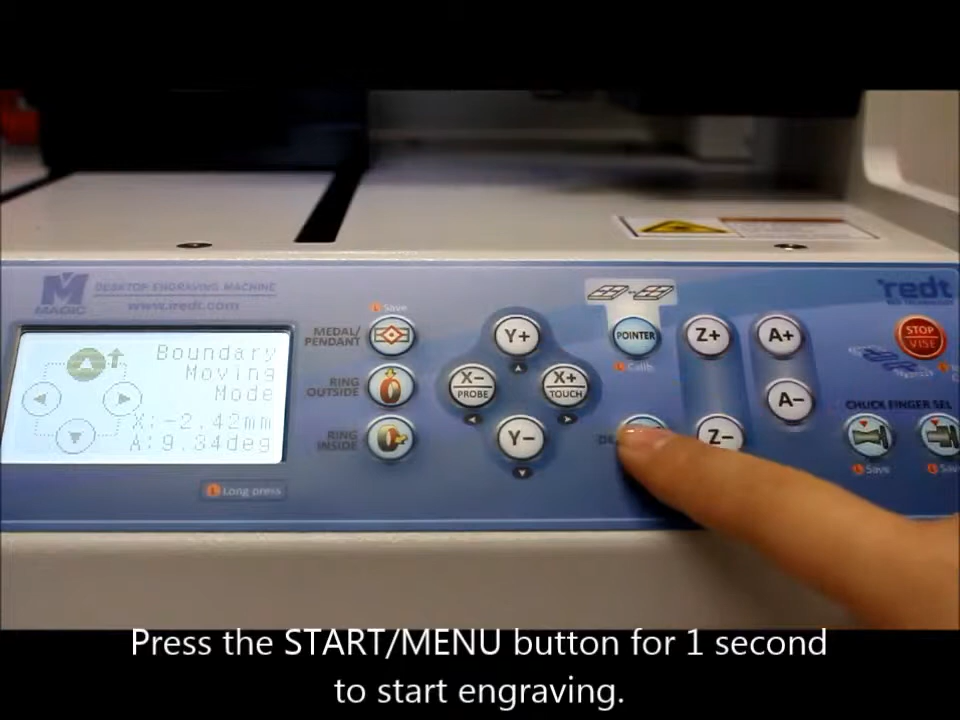 MAGIC
DESKTOP ENGRAVING MACHINE
www.iredt.com
Boundary
Moving
Mode
X:-2.42mm
A:9.34deg
L Long press
L Save
MEDAL/
PENDANT
RING
OUTSIDE
RING
INSIDE
Y+
X-
PROBE
X+
TOUCH
Y-
POINTER
L Calib
Z+
Z-
A+
A-
redt
STOP
VISE
CHUCK FINGER SEL
L Save
L Sav
Press the START/MENU button for 1 second
to start engraving.